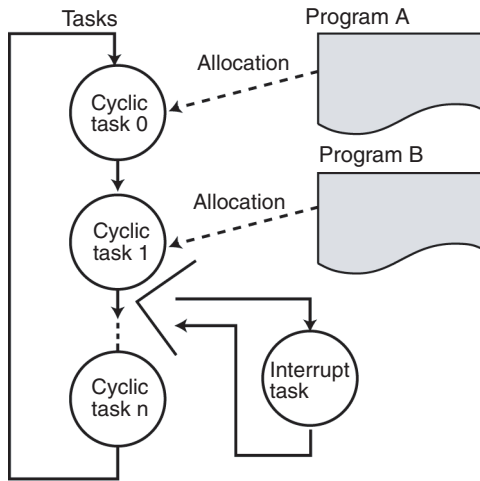 Tasks
Program A
Allocation
Cyclic
task 0
Program B
Allocation
Cyclic
task 1
Interrupt
task
Cyclic
task n